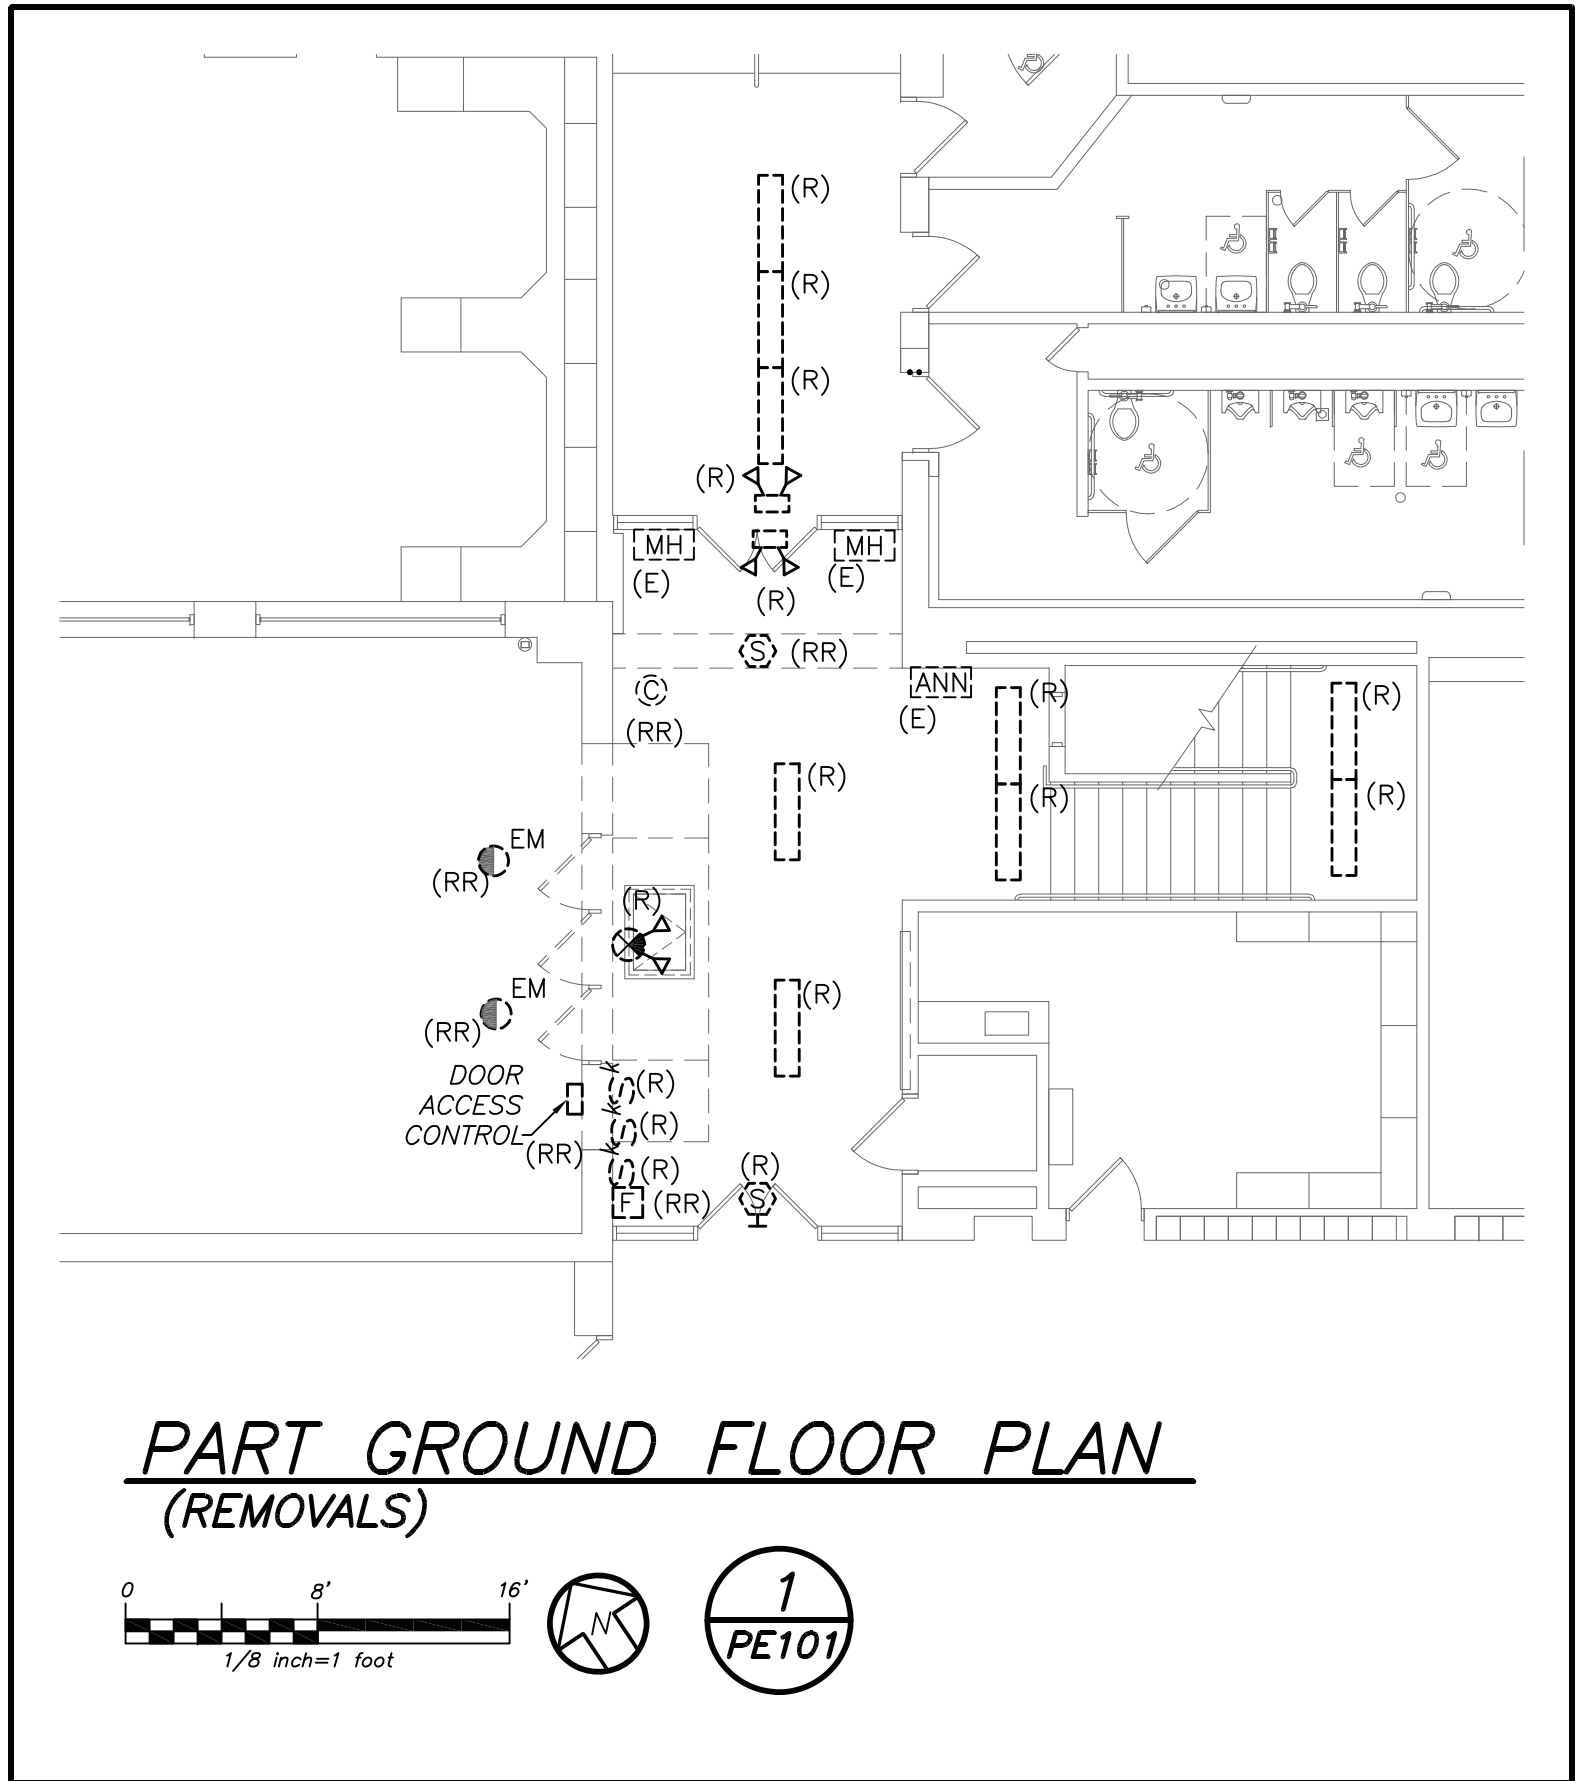 (R)
(R)
(R)
(R)
MH
MH
(E)
(E)
(R)
S
(RR)
C
ANN
(R)
(R)
(E)
(RR)
(R)
(R)
(R)
EM
(RR)
(R)
EM
(R)
(RR)
DOOR
ACCESS
CONTROL
(RR)
k
(R)
k
(R)
k
(R)
(R)
F
(RR)
S
PART GROUND FLOOR PLAN
(REMOVALS)
0 8' 16'
1/8 inch=1 foot
N
1
PE101